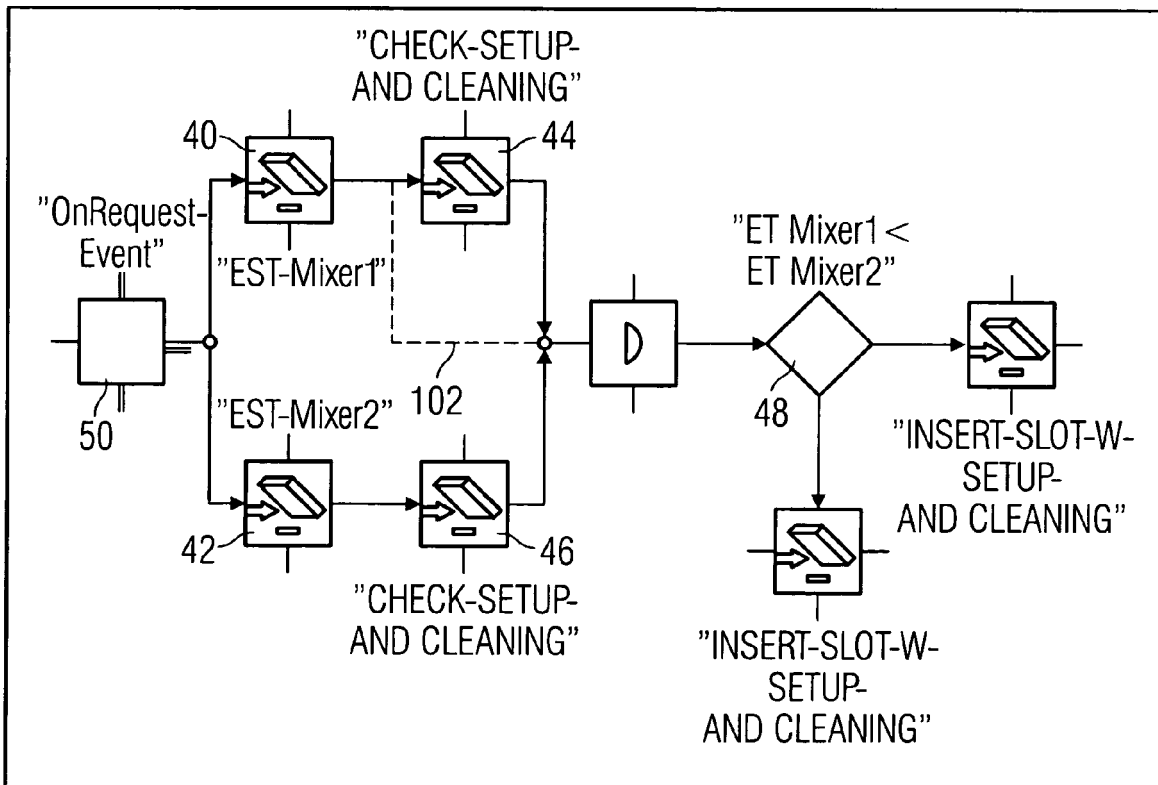 "CHECK-SETUP-
AND CLEANING"
40
44
"OnRequest-
Event"
"EST-Mixer1"
"ET Mixer1 <
ET Mixer2"
102
48
50
"EST-Mixer2"
42
46
"CHECK-SETUP-
AND CLEANING"
"INSERT-SLOT-W-
SETUP-
AND CLEANING"
"INSERT-SLOT-W-
SETUP-
AND CLEANING"